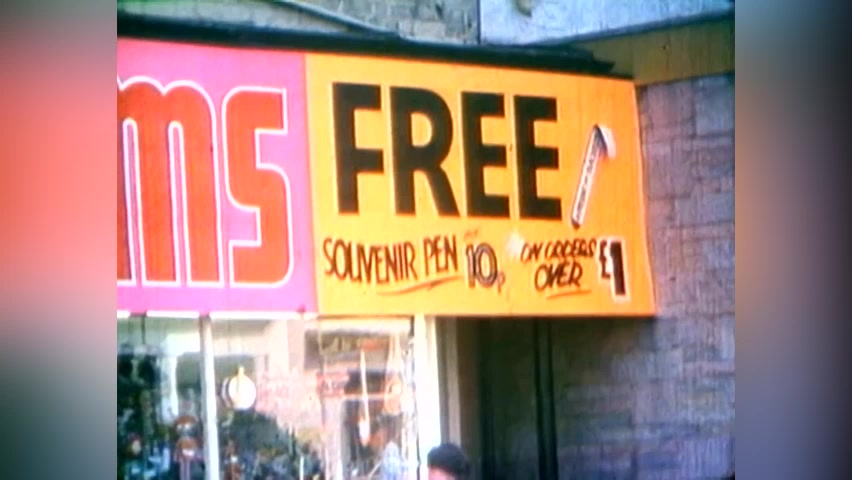 ms
FREE
SOUVENIR PEN 10p ON ORDERS
OVER £1